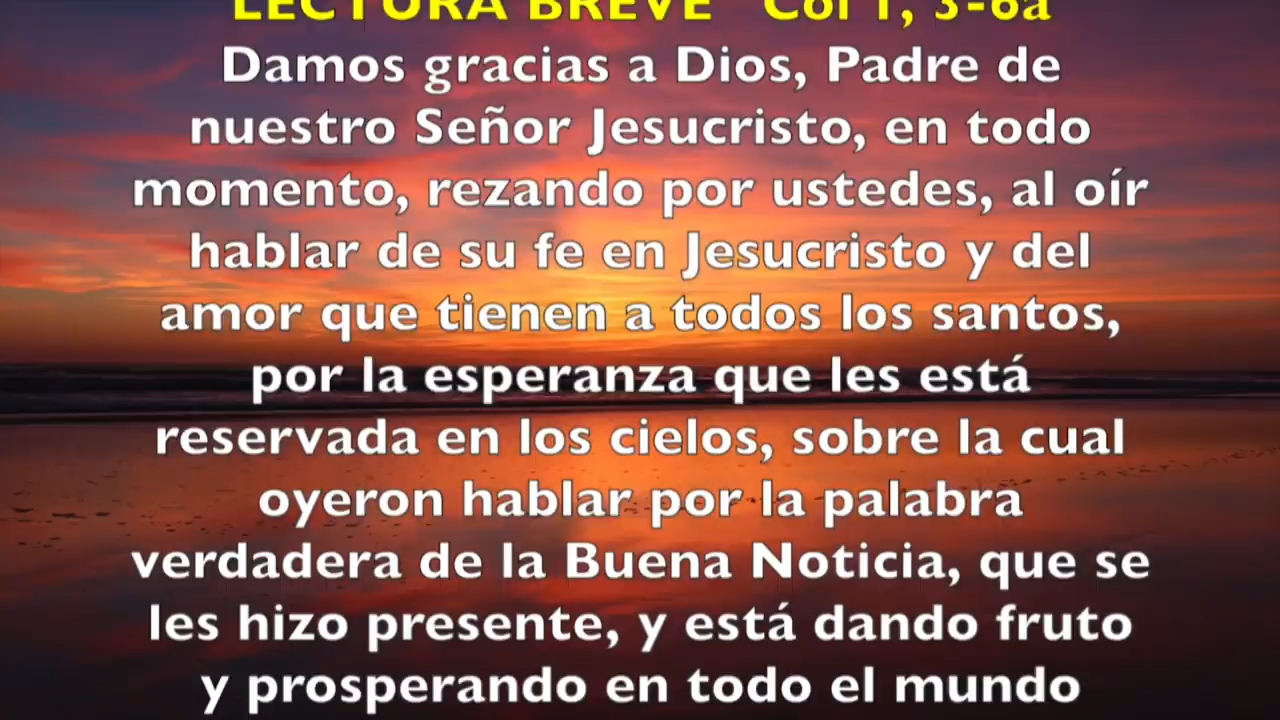 LECTURA BREVE Col 1, 3-6a
Damos gracias a Dios, Padre de
nuestro Señor Jesucristo, en todo
momento, rezando por ustedes, al oír
hablar de su fe en Jesucristo y del
amor que tienen a todos los santos,
por la esperanza que les está
reservada en los cielos, sobre la cual
oyeron hablar por la palabra
verdadera de la Buena Noticia, que se
les hizo presente, y está dando fruto
y prosperando en todo el mundo